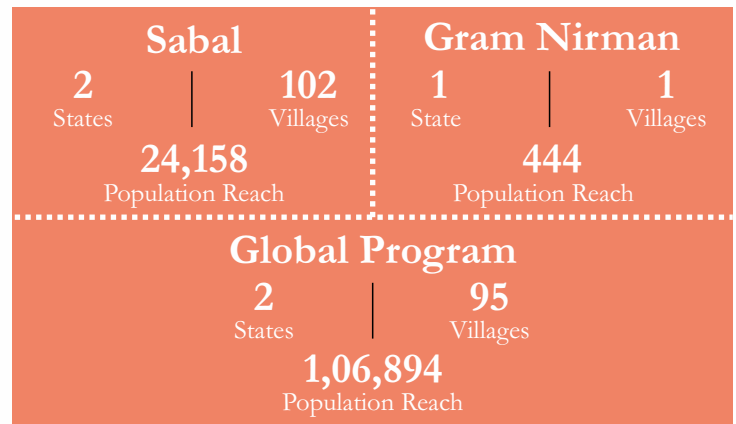 Sabal
2 102
States Villages
24,158
Population Reach
Gram Nirman
1 1
State Villages
444
Population Reach
Global Program
2 95
States Villages
1,06,894
Population Reach